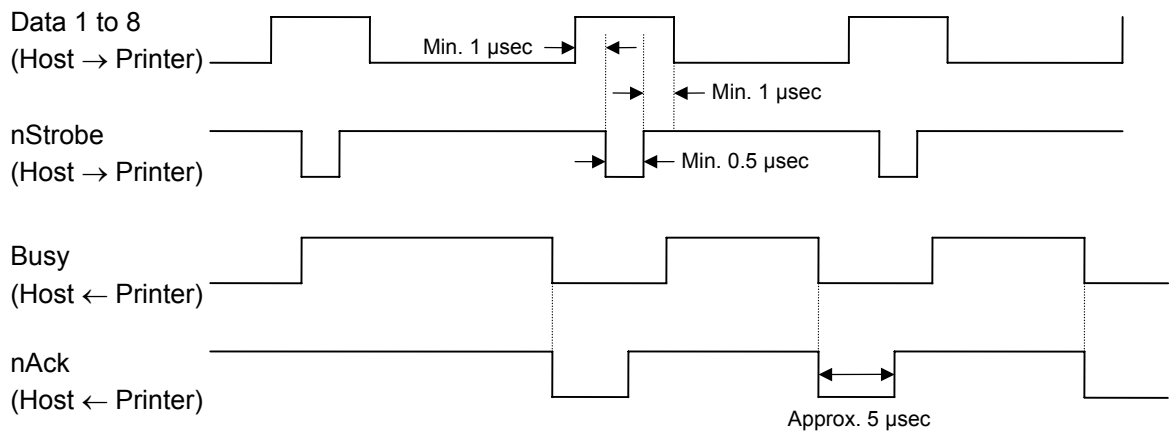 Data 1 to 8
(Host → Printer)
Min. 1 μsec
Min. 1 μsec
nStrobe
(Host → Printer)
Min. 0.5 μsec
Busy
(Host ← Printer)
nAck
(Host ← Printer)
Approx. 5 μsec